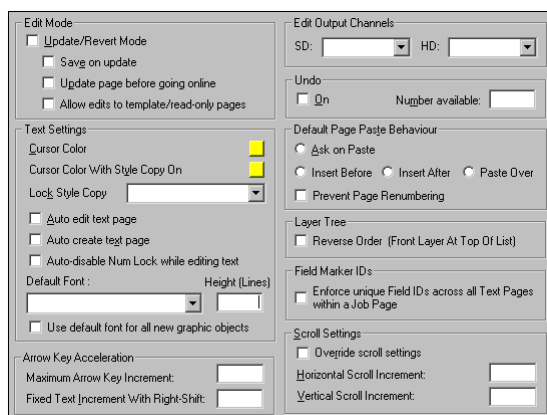 Edit Mode
Update/Revert Mode
Save on update
Update page before going online
Allow edits to template/read-only pages
Text Settings
Cursor Color
Cursor Color With Style Copy On
Lock Style Copy
Auto edit text page
Auto create text page
Auto-disable Num Lock while editing text
Default Font : Height (Lines)
Use default font for all new graphic objects
Arrow Key Acceleration
Maximum Arrow Key Increment:
Fixed Text Increment With Right-Shift:
Edit Output Channels
SD: HD:
Undo
On Number available:
Default Page Paste Behaviour
Ask on Paste
Insert Before Insert After Paste Over
Prevent Page Renumbering
Layer Tree
Reverse Order (Front Layer At Top Of List)
Field Marker IDs
Enforce unique Field IDs across all Text Pages
within a Job Page
Scroll Settings
Override scroll settings
Horizontal Scroll Increment:
Vertical Scroll Increment: